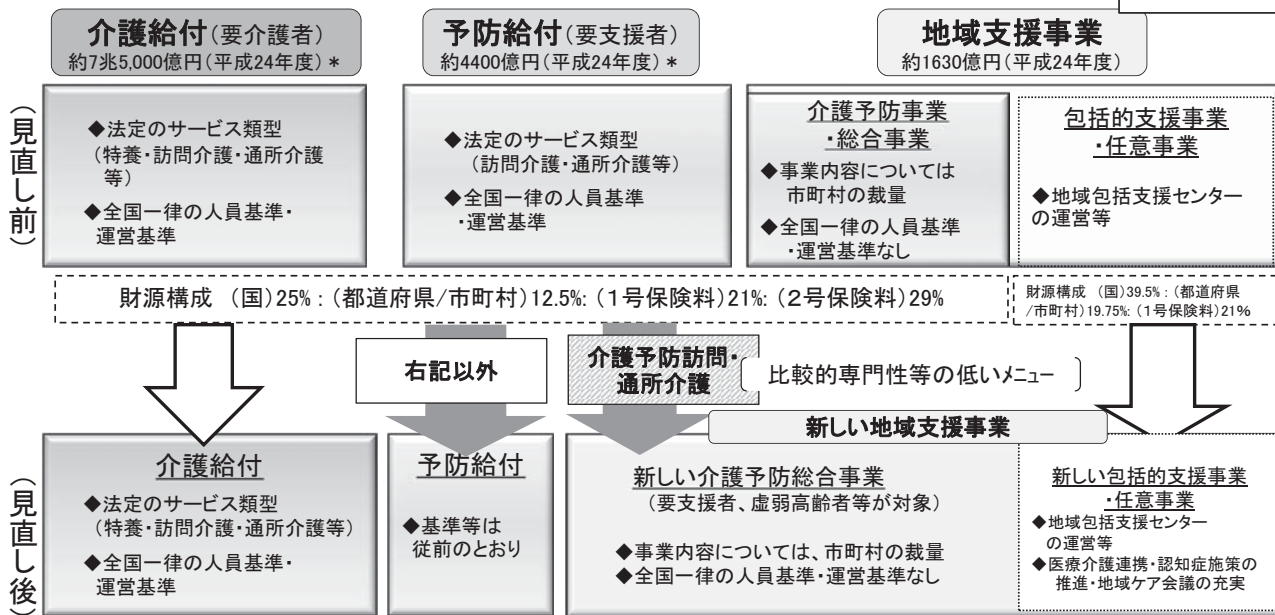 介護給付(要介護者)
約7兆5,000億円(平成24年度)*
予防給付(要支援者)
約4400億円(平成24年度)*
地域支援事業
約1630億円(平成24年度)
(見直し前)
◆法定のサービス類型
(特養・訪問介護・通所介護
等)
◆全国一律の人員基準・
運営基準
◆法定のサービス類型
(訪問介護・通所介護等)
◆全国一律の人員基準
・運営基準
介護予防事業
・総合事業
◆事業内容については
市町村の裁量
◆全国一律の人員基準
・運営基準なし
包括的支援事業
・任意事業
◆地域包括支援センター
の運営等
財源構成 (国)25%:(都道府県/市町村)12.5%:(1号保険料)21%:(2号保険料)29%
財源構成 (国)39.5%:(都道府県
/市町村)19.75%:(1号保険料)21%
右記以外
介護予防訪問・
通所介護
比較的専門性等の低いメニュー
新しい地域支援事業
(見直し後)
介護給付
◆法定のサービス類型
(特養・訪問介護・通所介護等)
◆全国一律の人員基準・
運営基準
予防給付
◆基準等は
従前のとおり
新しい介護予防総合事業
(要支援者、虚弱高齢者等が対象)
◆事業内容については、市町村の裁量
◆全国一律の人員基準・運営基準なし
新しい包括的支援事業
・任意事業
◆地域包括支援センター
の運営等
◆医療介護連携・認知症施策の
推進・地域ケア会議の充実